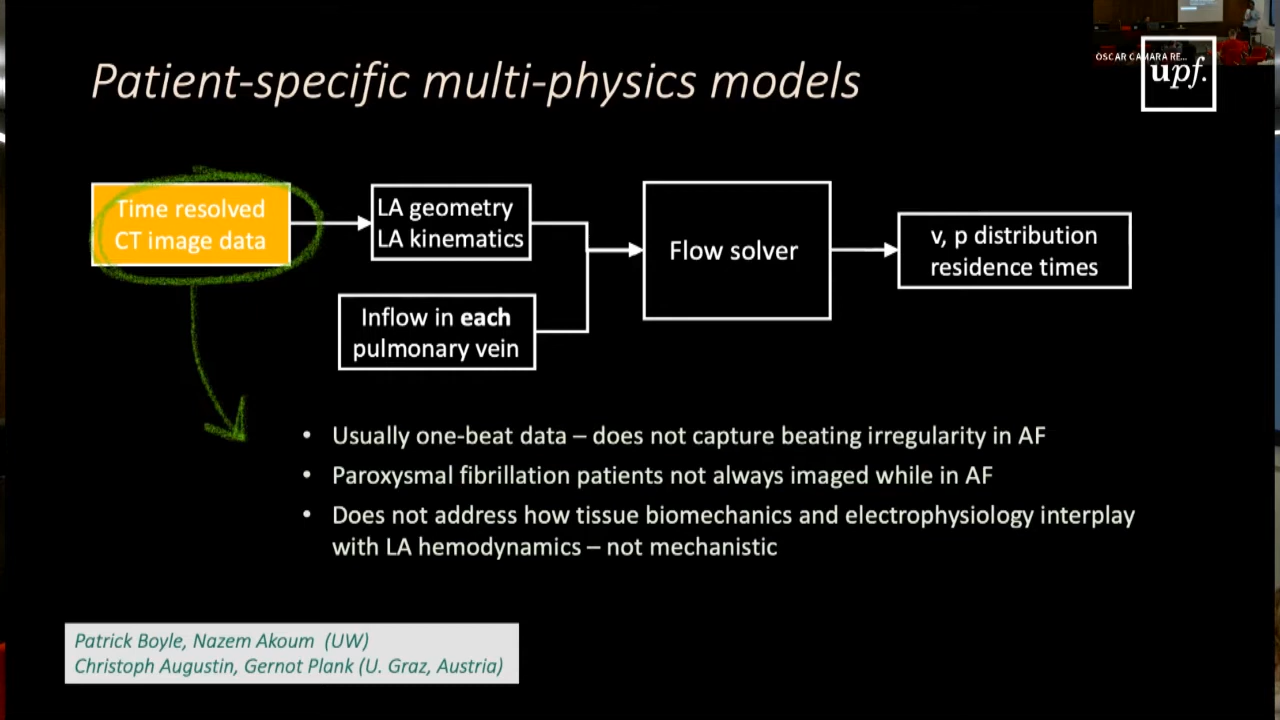 Patient-specific multi-physics models
ÒSCAR CÁMARA RE...
upf.
Time resolved
CT image data
LA geometry
LA kinematics
Inflow in each
pulmonary vein
Flow solver
v, p distribution
residence times
• Usually one-beat data – does not capture beating irregularity in AF
• Paroxysmal fibrillation patients not always imaged while in AF
• Does not address how tissue biomechanics and electrophysiology interplay
with LA hemodynamics – not mechanistic
Patrick Boyle, Nazem Akoum (UW)
Christoph Augustin, Gernot Plank (U. Graz, Austria)